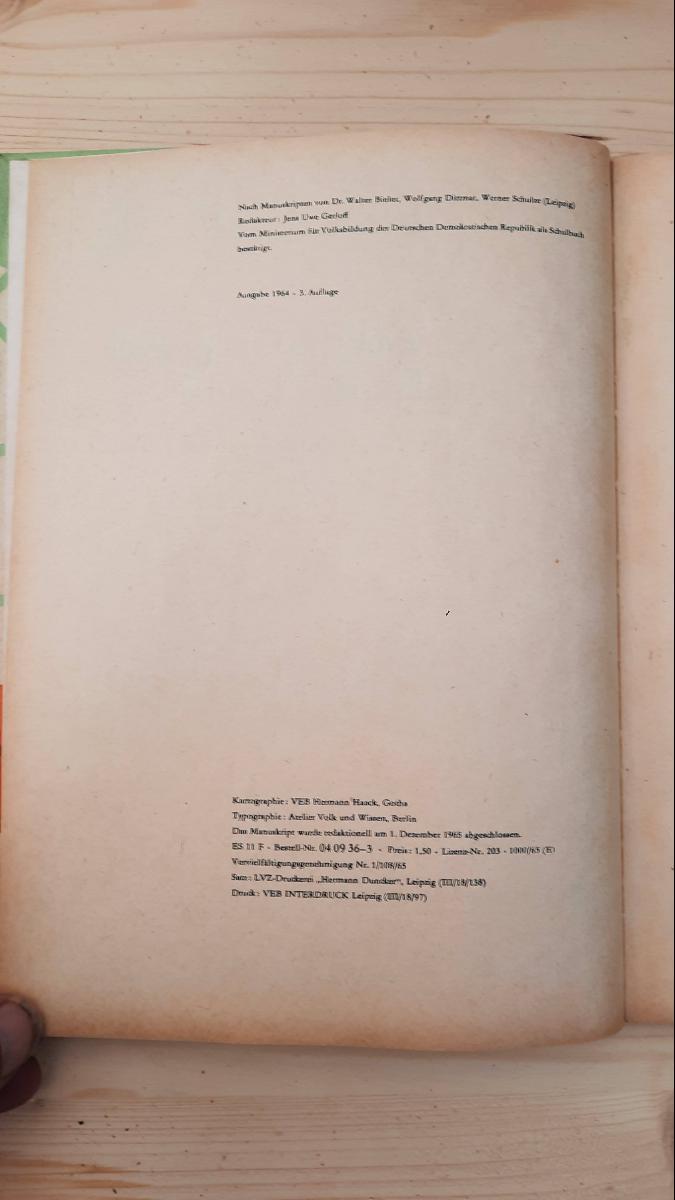 Nach Manuskripten von Dr. Walter Wolfgang Werner Schulze (Leipzig)
Redakteur: Jens Uwe Gerloff
Vom Ministerium für Volksbildung der Deutschen Demokratischen Republik als Schulbuch
bestätigt.
Ausgabe 1964 – 3. Auflage
Kartographie: VEB Hermann Haack, Gotha
Typographie: Atelier Volk und Wissen, Berlin
Das Manuskript wurde redaktionell am 1. Dezember 1965 abgeschlossen.
ES 11 F · Bestell-Nr. 04 09 36–3 · Preis: 1,50 · Lizenz-Nr. 203 · 1000/65 (E)
Vervielfältigungsgenehmigung Nr. 1/108/65
Satz: LVZ-Druckerei „Hermann Duncker“, Leipzig (III/18/138)
Druck: VEB INTERDRUCK Leipzig (III/18/97)